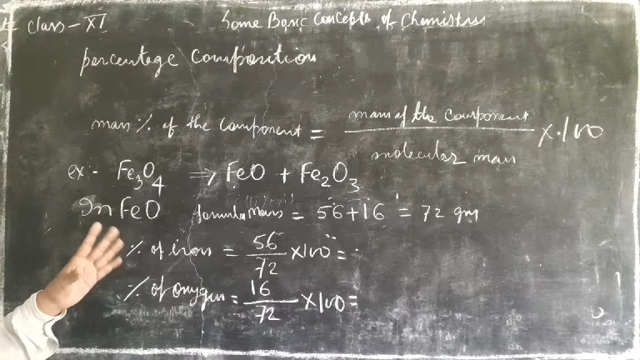 Class - XI
Some Basic Concepts of Chemistry
percentage Composition
mass % of the component = mass of the component / molecular mass × 100
ex:- Fe₃O₄ ⇒ FeO + Fe₂O₃
In FeO formula mass = 56+16 = 72 gm
% of iron = 56/72 × 100 =
% of oxygen = 16/72 × 100 =